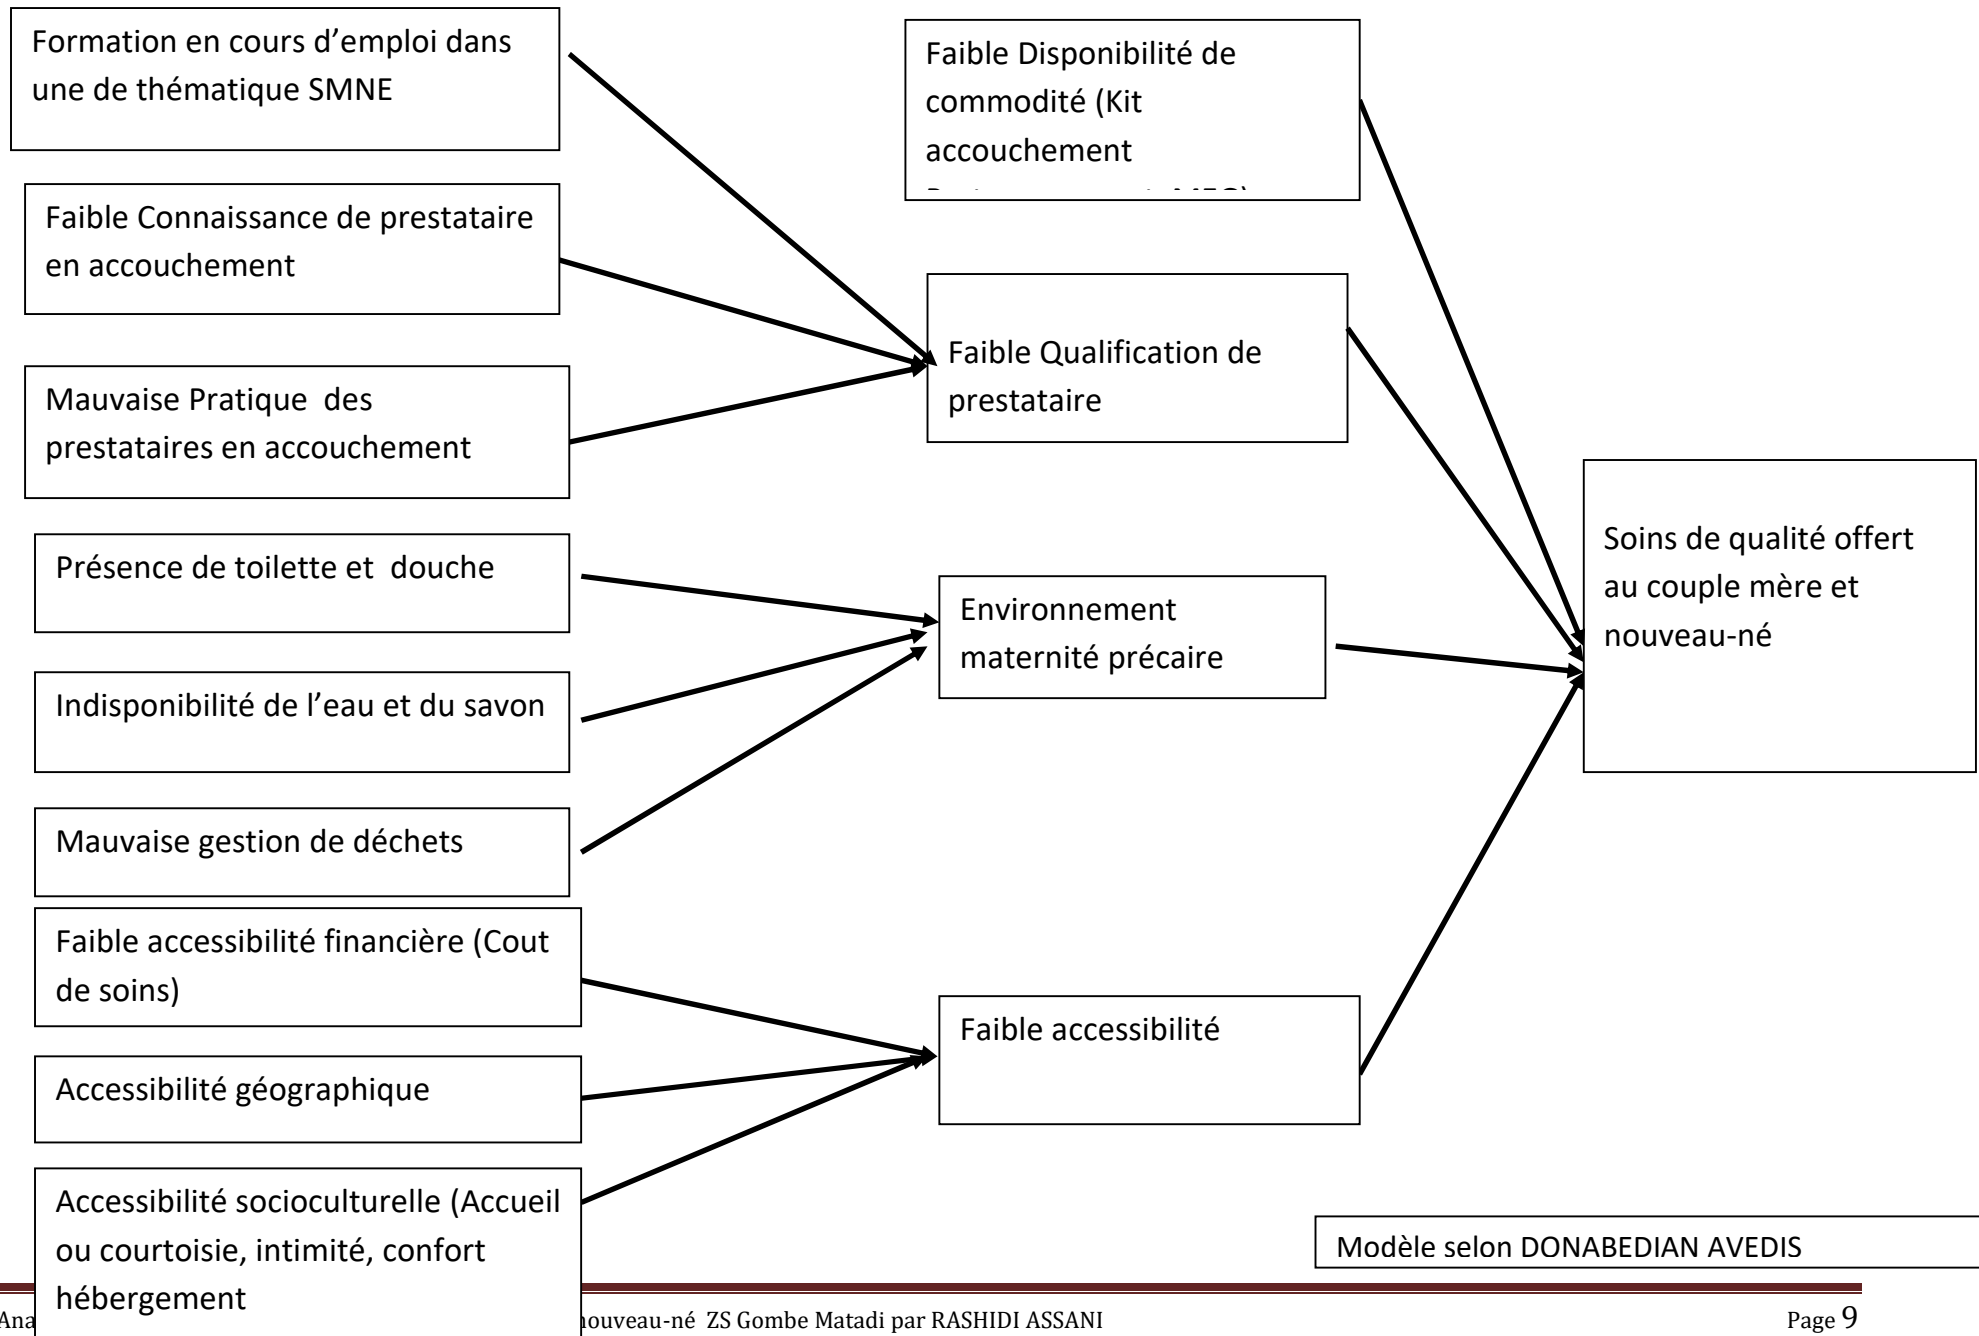 Formation en cours d’emploi dans
une de thématique SMNE
Faible Connaissance de prestataire
en accouchement
Mauvaise Pratique  des
prestataires en accouchement
Présence de toilette et  douche
Indisponibilité de l’eau et du savon
Mauvaise gestion de déchets
Faible accessibilité financière (Cout
de soins)
Accessibilité géographique
Accessibilité socioculturelle (Accueil
ou courtoisie, intimité, confort
hébergement
Faible Disponibilité de
commodité (Kit
accouchement
Faible Qualification de
prestataire
Environnement
maternité précaire
Faible accessibilité
Soins de qualité offert
au couple mère et
nouveau-né
Modèle selon DONABEDIAN AVEDIS
Ana
nouveau-né  ZS Gombe Matadi par RASHIDI ASSANI
Page 9